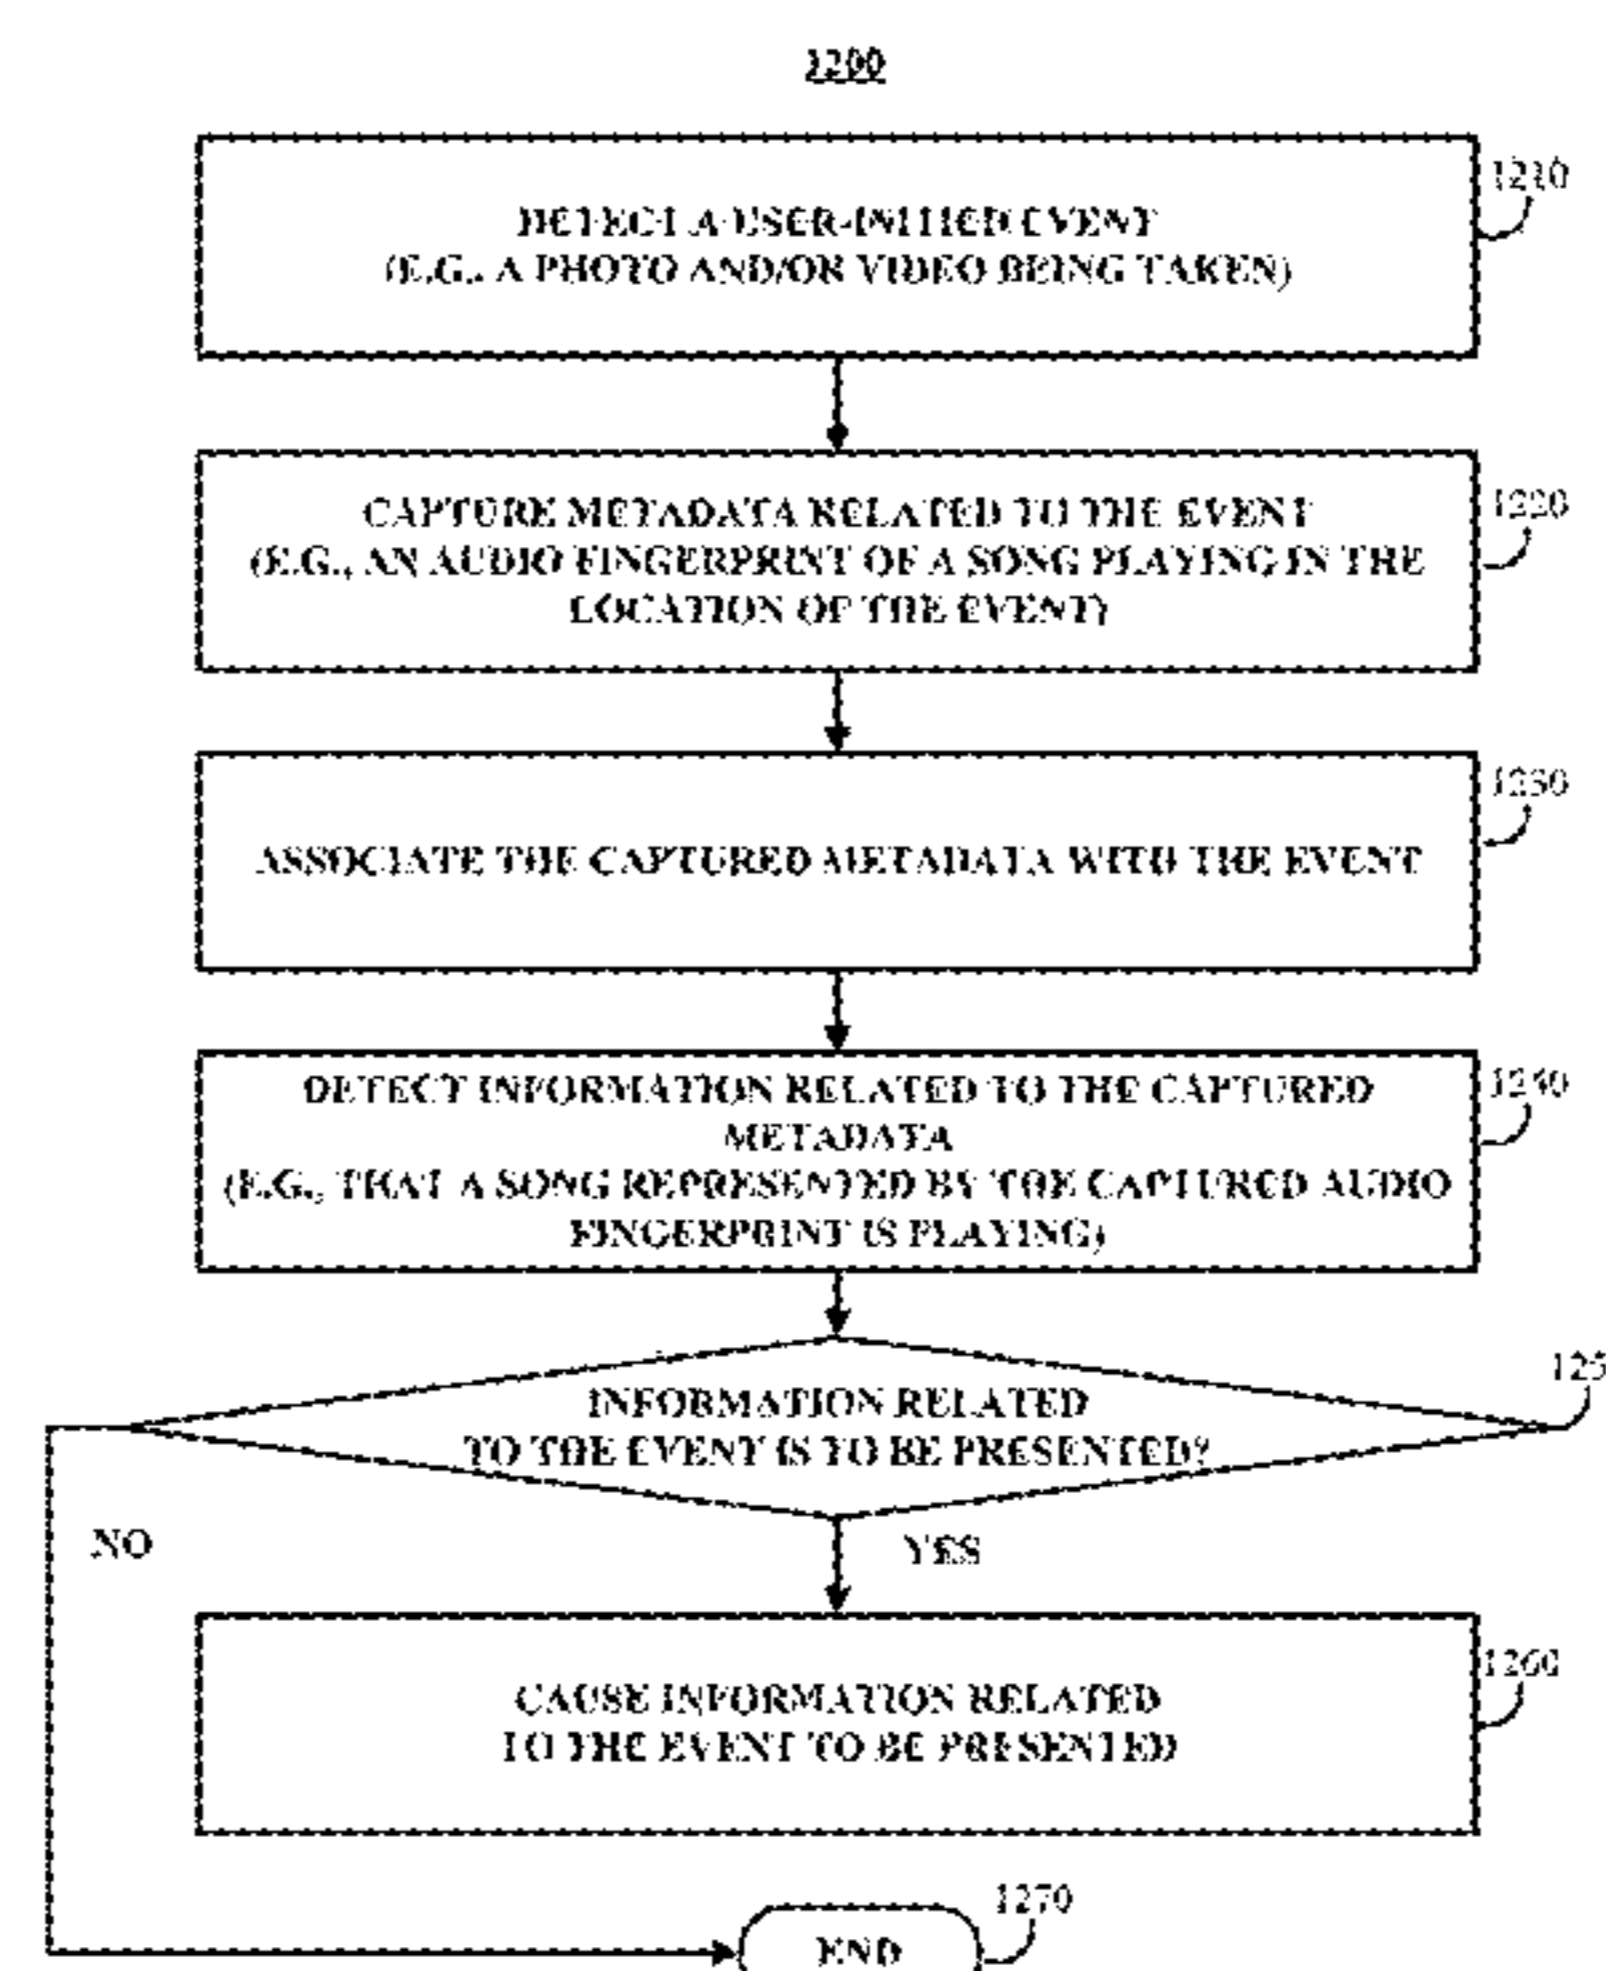 1200
1210
DETECT A USER-INITIED EVENT
(E.G., A PHOTO AND/OR VIDEO BEING TAKEN)
1220
CAPTURE METADATA RELATED TO THE EVENT
(E.G., AN AUDIO FINGERPRINT OF A SONG PLAYING IN THE
LOCATION OF THE EVENT)
1230
ASSOCIATE THE CAPTURED METADATA WITH THE EVENT
1240
DETECT INFORMATION RELATED TO THE CAPTURED
METADATA
(E.G., THAT A SONG REPRESENTED BY THE CAPTURED AUDIO
FINGERPRINT IS PLAYING)
125
INFORMATION RELATED
TO THE EVENT IS TO BE PRESENTED?
NO
YES
1260
CAUSE INFORMATION RELATED
TO THE EVENT TO BE PRESENTED
1270
END